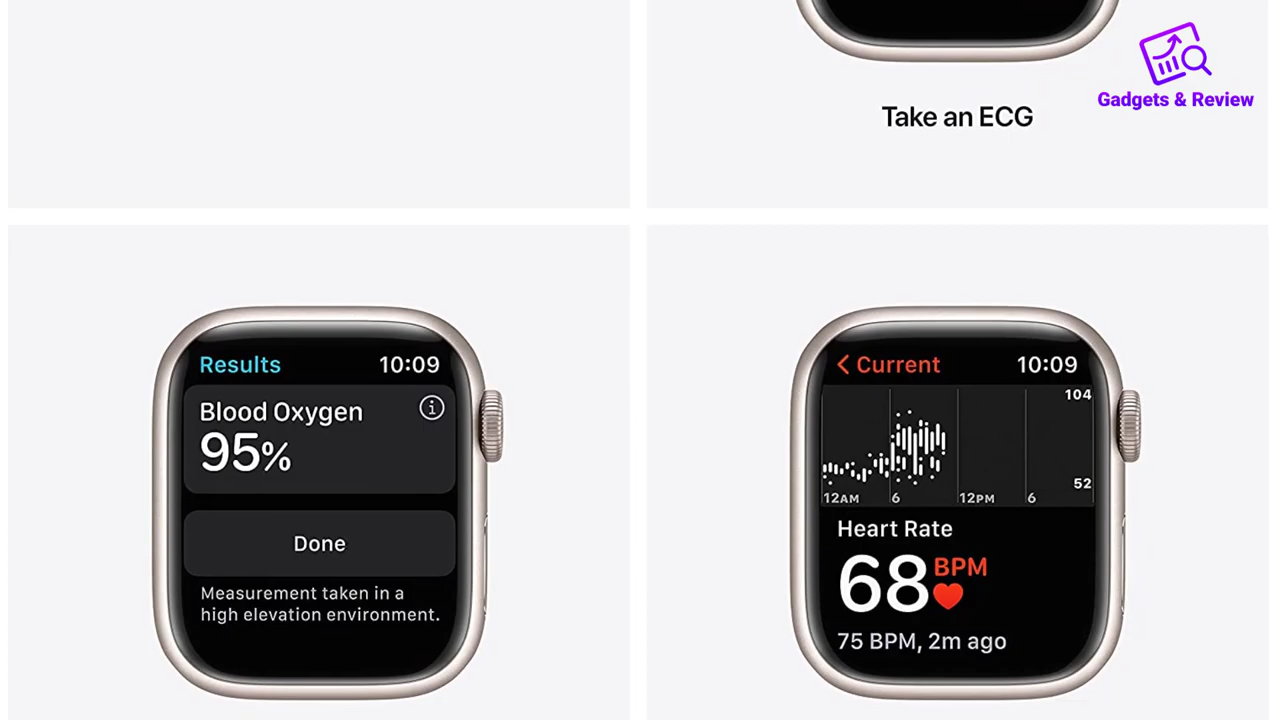 Gadgets & Review
Take an ECG
Results 10:09
Blood Oxygen
95%
Done
Measurement taken in a
high elevation environment.
Current 10:09
104
52
12AM 6 12PM 6
Heart Rate
68 BPM
75 BPM, 2m ago